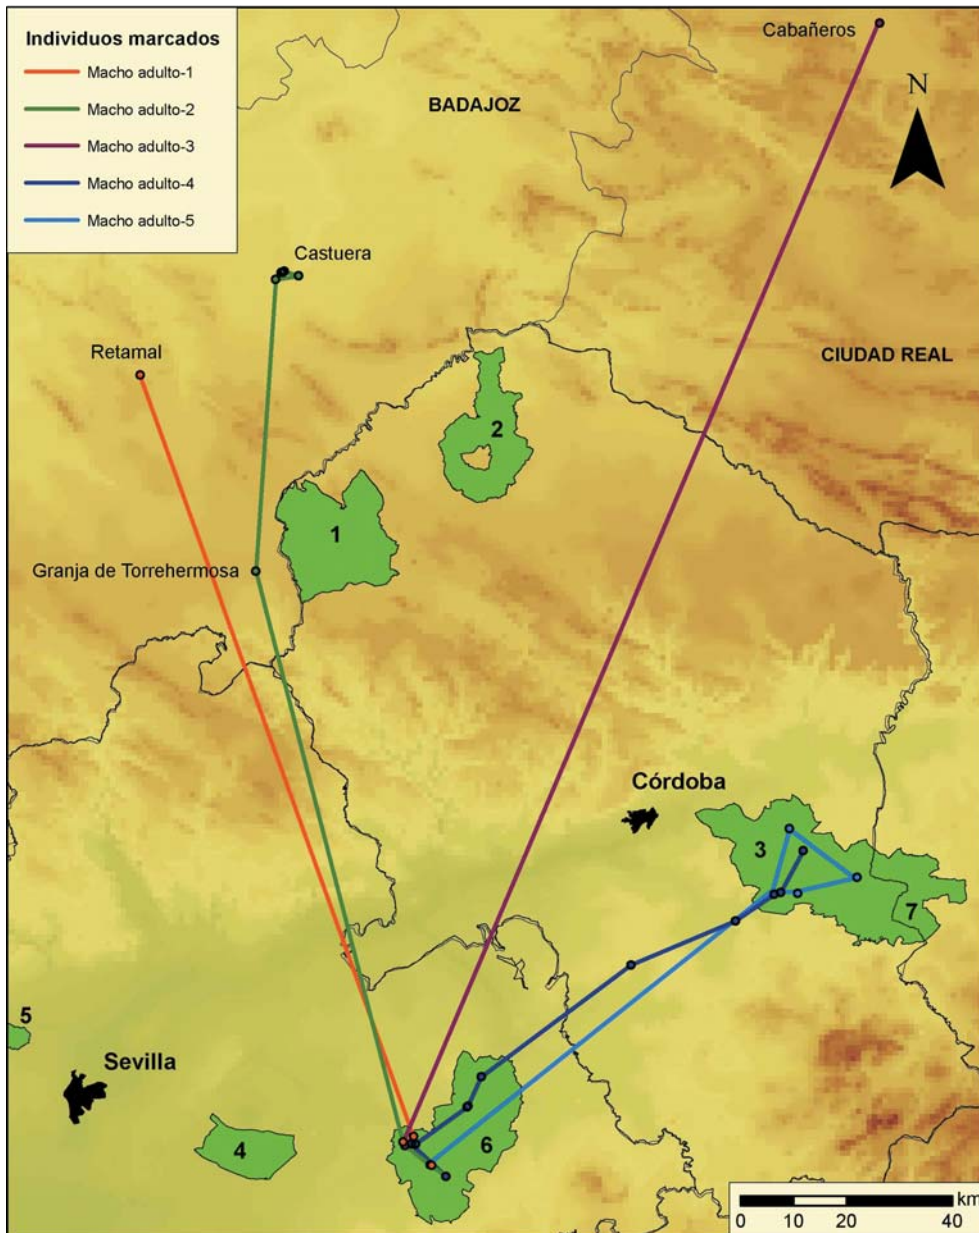 Individuos marcados
Macho adulto-1
Macho adulto-2
Macho adulto-3
Macho adulto-4
Macho adulto-5
Cabañeros
N
BADAJOZ
Castuera
Retamal
CIUDAD REAL
2
1
Granja de Torrehermosa
Córdoba
3
7
5
Sevilla
4
6
km
0 10 20 40